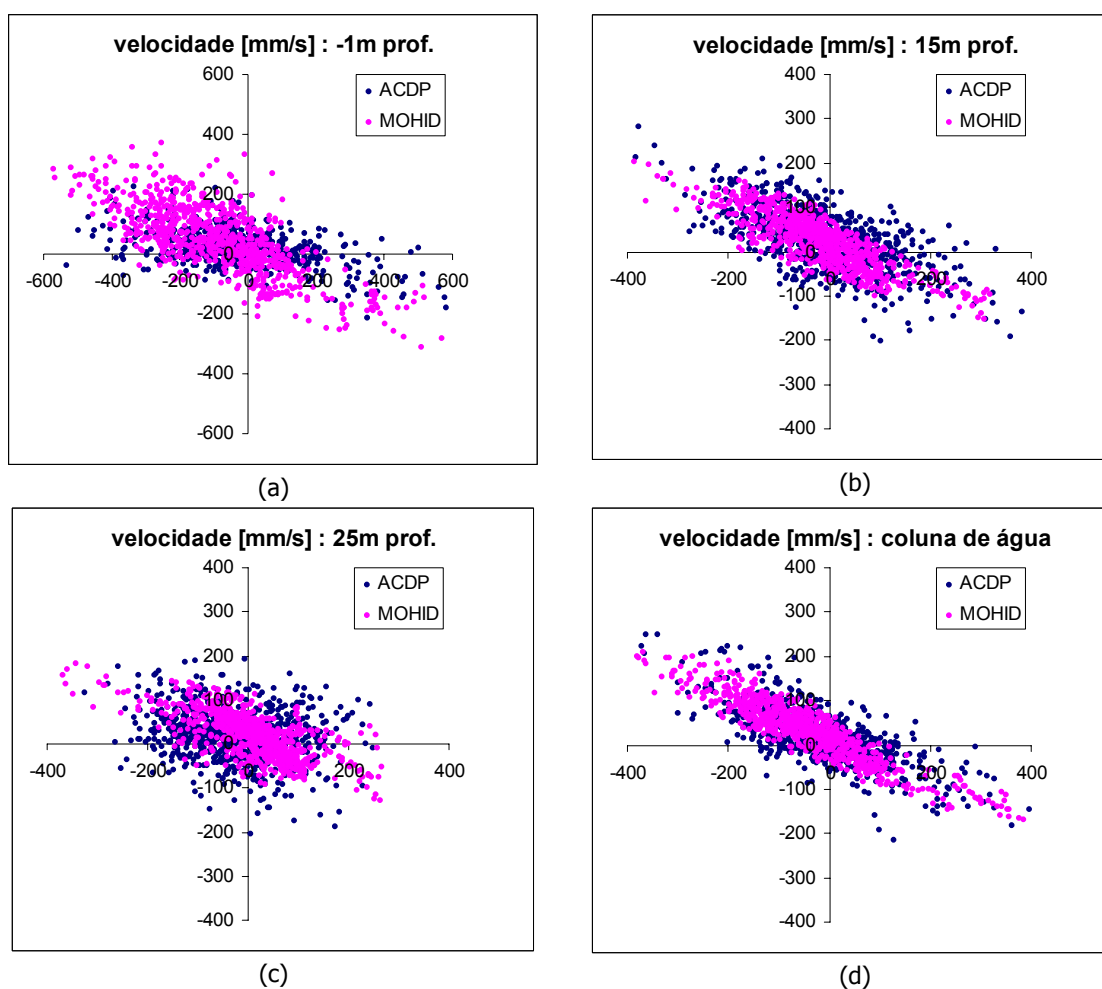 velocidade [mm/s] : -1m prof.
600
400
200
0
-200
-400
-600
-600 -400 -200 0 200 400 600
ACDP
MOHID
(a)
velocidade [mm/s] : 15m prof.
400
300
200
100
0
-100
-200
-300
-400
-400 -200 0 200 400
ACDP
MOHID
(b)
velocidade [mm/s] : 25m prof.
400
300
200
100
0
-100
-200
-300
-400
-400 -200 0 200 400
ACDP
MOHID
(c)
velocidade [mm/s] : coluna de água
400
300
200
100
0
-100
-200
-300
-400
-400 -200 0 200 400
ACDP
MOHID
(d)